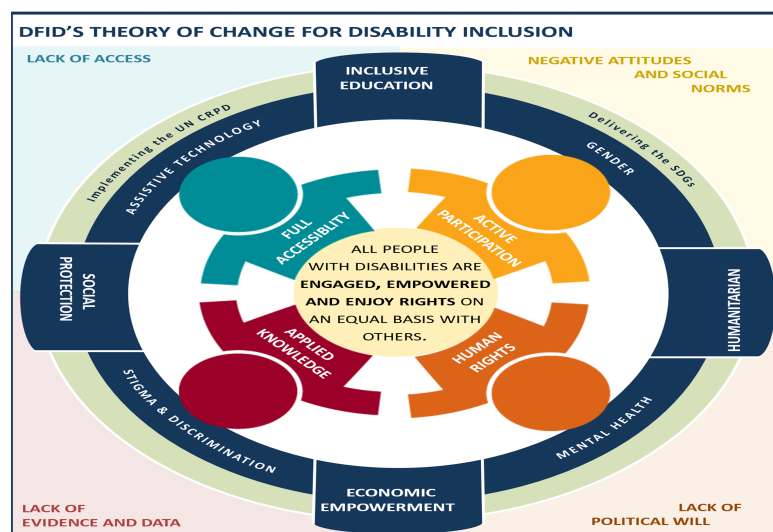 DFID'S THEORY OF CHANGE FOR DISABILITY INCLUSION
LACK OF ACCESS
NEGATIVE ATTITUDES
AND SOCIAL
NORMS
INCLUSIVE
EDUCATION
Implementing the UN CRPD
Delivering the SDGs
ASSISTIVE TECHNOLOGY
GENDER
FULL
ACCESSIBLITY
ACTIVE
PARTICIPATION
SOCIAL
PROTECTION
ALL PEOPLE
WITH DISABILITIES ARE
ENGAGED, EMPOWERED
AND ENJOY RIGHTS ON
AN EQUAL BASIS WITH
OTHERS.
HUMANITARIAN
APPLIED
KNOWLEDGE
HUMAN
RIGHTS
STIGMA & DISCRIMINATION
MENTAL HEALTH
ECONOMIC
EMPOWERMENT
LACK OF
EVIDENCE AND DATA
LACK OF
POLITICAL WILL